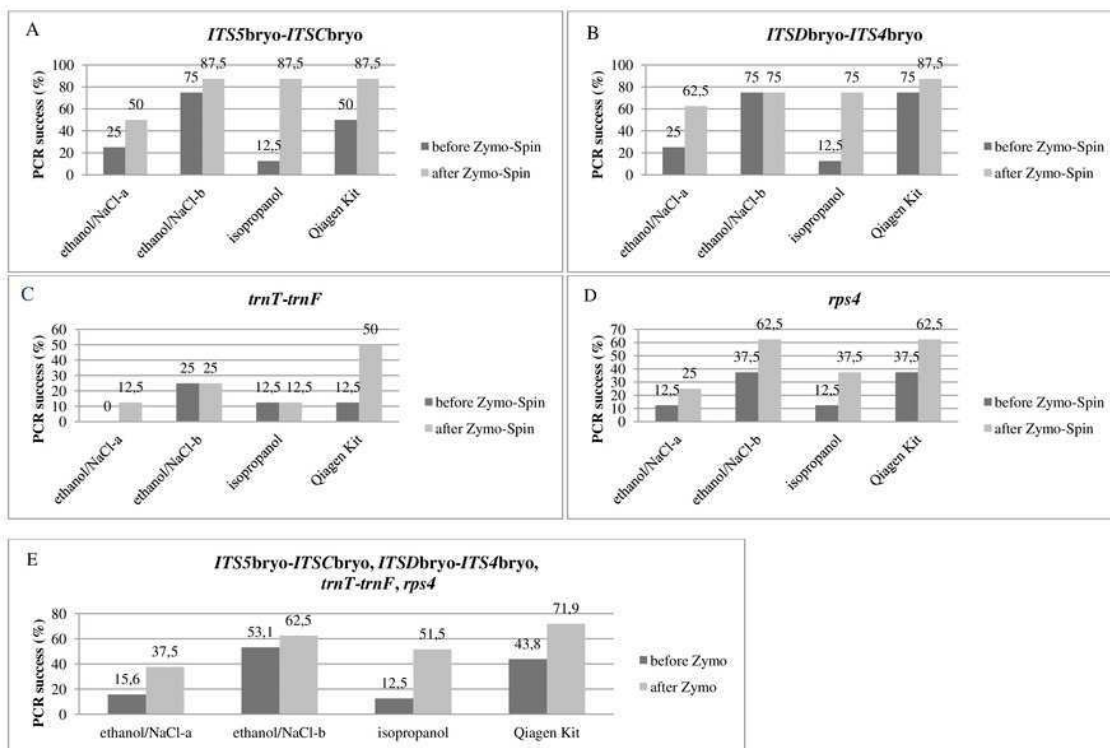 A
ITS5bryo-ITSCbryo
PCR success (%)
100
80
60
40
20
0
25
50
75
87,5
12,5
87,5
50
87,5
ethanol/NaCl-a
ethanol/NaCl-b
isopropanol
Qiagen Kit
before Zymo-Spin
after Zymo-Spin
B
ITSDbryo-ITS4bryo
PCR success (%)
100
80
60
40
20
0
25
62,5
75
75
12,5
75
75
87,5
ethanol/NaCl-a
ethanol/NaCl-b
isopropanol
Qiagen Kit
before Zymo-Spin
after Zymo-Spin
C
trnT-trnF
PCR success (%)
60
50
40
30
20
10
0
0
12,5
25
25
12,5
12,5
12,5
50
ethanol/NaCl-a
ethanol/NaCl-b
isopropanol
Qiagen Kit
before Zymo-Spin
after Zymo-Spin
D
rps4
PCR success (%)
70
60
50
40
30
20
10
0
12,5
25
37,5
62,5
12,5
37,5
37,5
62,5
ethanol/NaCl-a
ethanol/NaCl-b
isopropanol
Qiagen Kit
before Zymo-Spin
after Zymo-Spin
E
ITS5bryo-ITSCbryo, ITSDbryo-ITS4bryo,
trnT-trnF, rps4
PCR success (%)
80
60
40
20
0
15,6
37,5
53,1
62,5
12,5
51,5
43,8
71,9
ethanol/NaCl-a
ethanol/NaCl-b
isopropanol
Qiagen Kit
before Zymo
after Zymo